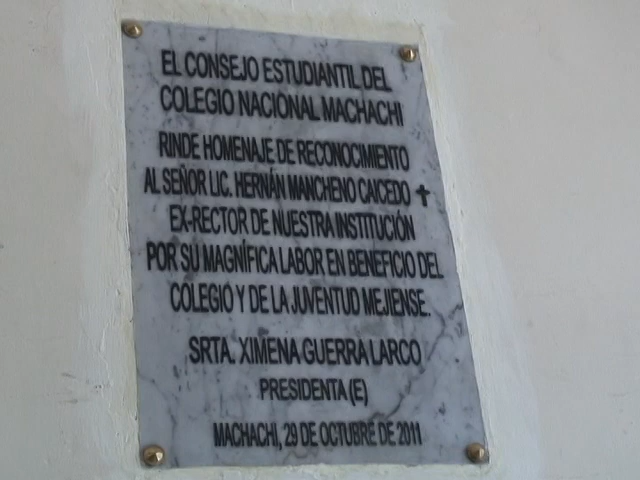 EL CONSEJO ESTUDIANTIL DEL
COLEGIO NACIONAL MACHACHI
RINDE HOMENAJE DE RECONOCIMIENTO
AL SEÑOR LIC. HERNÁN MANCHENO CAICEDO ✝
EX-RECTOR DE NUESTRA INSTITUCIÓN
POR SU MAGNÍFICA LABOR EN BENEFICIO DEL
COLEGIO Y DE LA JUVENTUD MEJIENSE.
SRTA. XIMENA GUERRA LARCO
PRESIDENTA (E)
MACHACHI, 29 DE OCTUBRE DE 2011